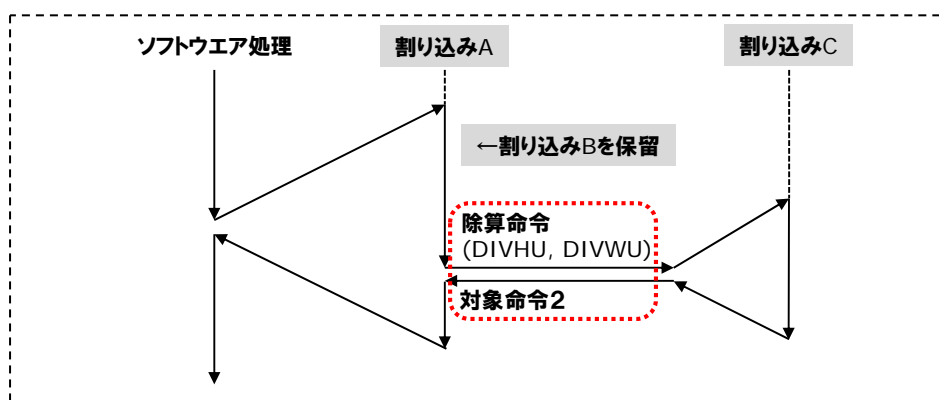 ソフトウエア処理
割り込みA
割り込みC
←割り込みBを保留
除算命令
(DIVHU, DIVWU)
対象命令2